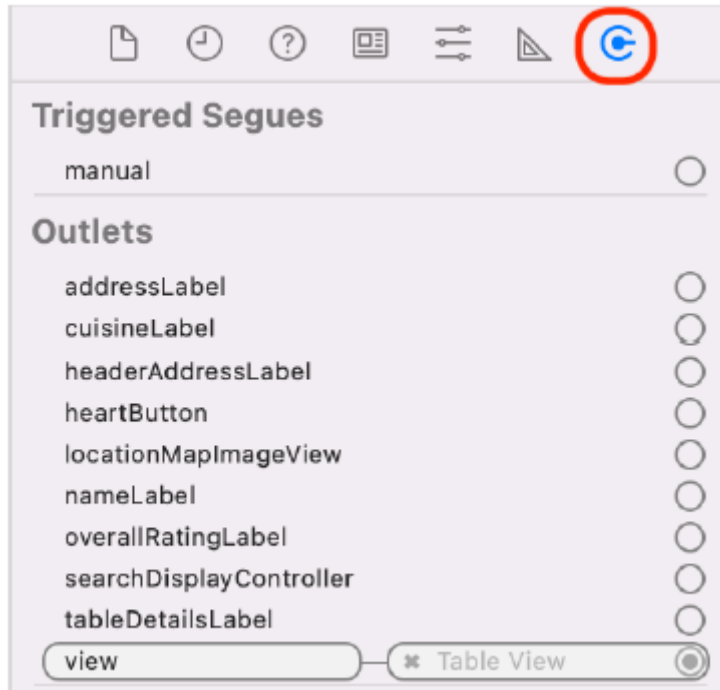 Triggered Segues
manual
Outlets
addressLabel
cuisineLabel
headerAddressLabel
heartButton
locationMapImageView
nameLabel
overallRatingLabel
searchDisplayController
tableDetailsLabel
view Table View